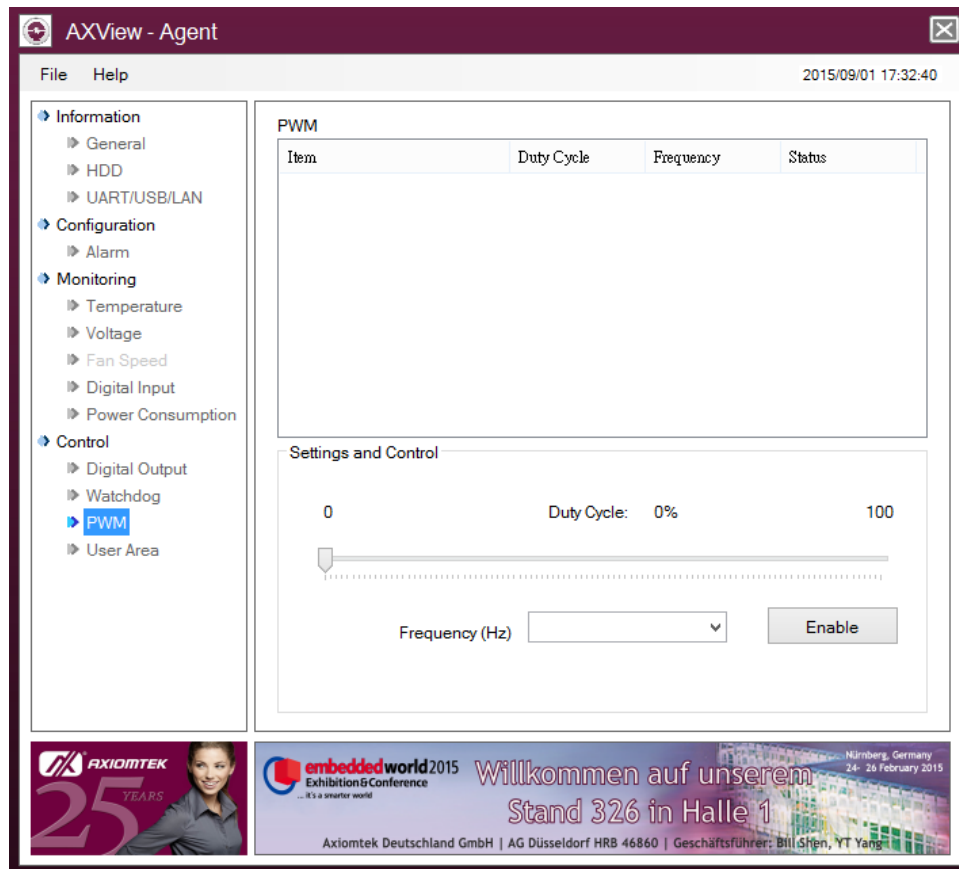 AXView - Agent
File Help 2015/09/01 17:32:40
Information
General
HDD
UART/USB/LAN
Configuration
Alarm
Monitoring
Temperature
Voltage
Fan Speed
Digital Input
Power Consumption
Control
Digital Output
Watchdog
PWM
User Area
PWM
Item Duty Cycle Frequency Status
Settings and Control
0 Duty Cycle: 0% 100
Frequency (Hz) Enable
AXIOMTEK
25
YEARS
embeddedworld2015
Exhibition&Conference
... it's a smarter world
Willkommen auf unserem
Stand 326 in Halle 1
Nürnberg, Germany
24- 26 February 2015
Axiomtek Deutschland GmbH | AG Düsseldorf HRB 46860 | Geschäftsführer: Bill Shen, YT Yang